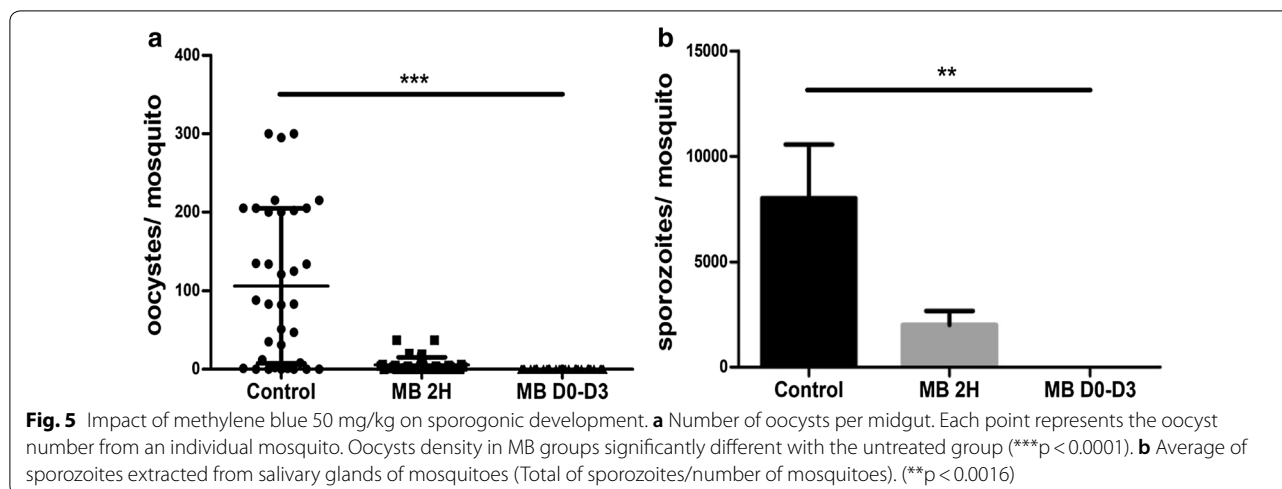 a
400
300
200
100
0
oocystes/ mosquito
***
Control MB 2H MB D0-D3
b
15000
10000
5000
0
sporozoites/ mosquito
**
Control MB 2H MB D0-D3
Fig. 5 Impact of methylene blue 50 mg/kg on sporogonic development. a Number of oocysts per midgut. Each point represents the oocyst
number from an individual mosquito. Oocysts density in MB groups significantly different with the untreated group (***p < 0.0001). b Average of
sporozoites extracted from salivary glands of mosquitoes (Total of sporozoites/number of mosquitoes). (**p < 0.0016)